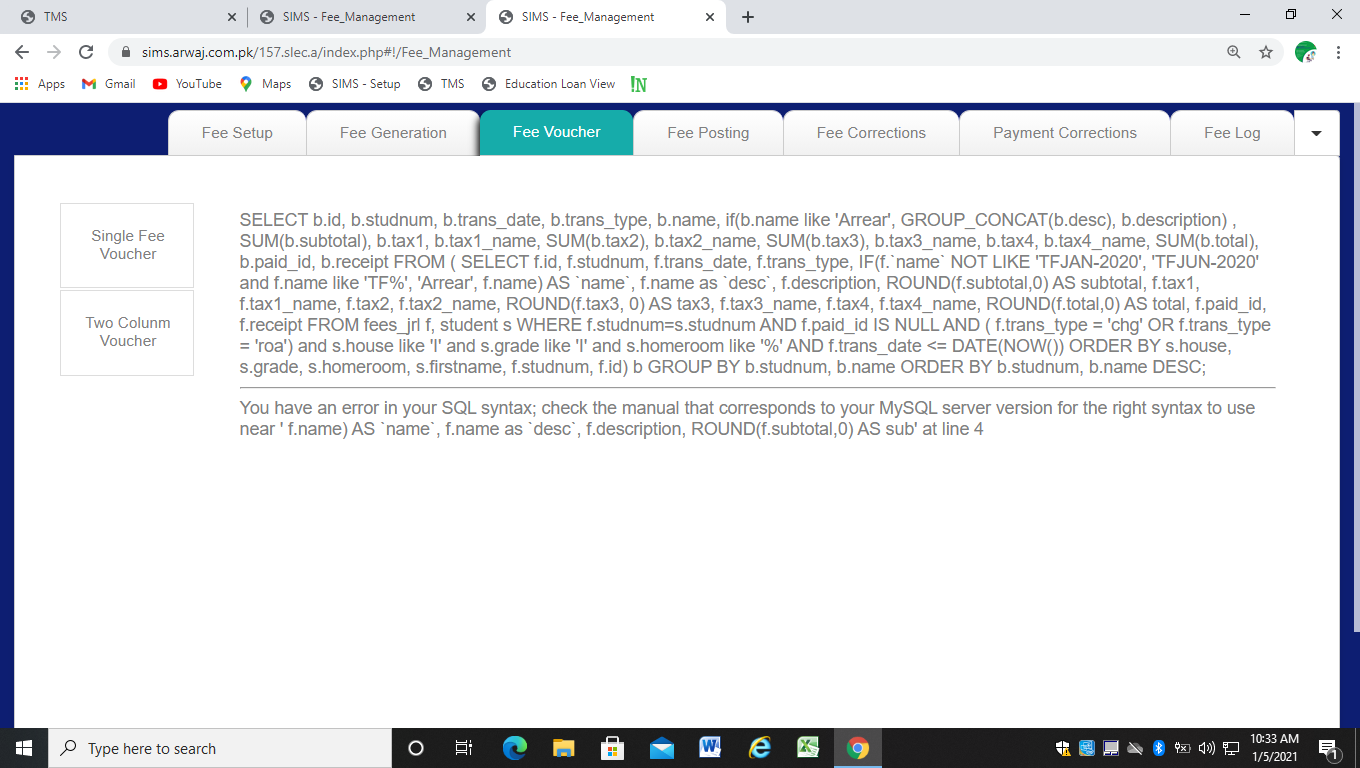 TMS
SIMS - Fee_Management
SIMS - Fee_Management
sims.arwaj.com.pk/157.slec.a/index.php#!/Fee_Management
Apps
Gmail
YouTube
Maps
SIMS - Setup
TMS
Education Loan View
!N
Fee Setup
Fee Generation
Fee Voucher
Fee Posting
Fee Corrections
Payment Corrections
Fee Log
Single Fee
Voucher
Two Colunm
Voucher
SELECT b.id, b.studnum, b.trans_date, b.trans_type, b.name, if(b.name like 'Arrear', GROUP_CONCAT(b.desc), b.description) ,
SUM(b.subtotal), b.tax1, b.tax1_name, SUM(b.tax2), b.tax2_name, SUM(b.tax3), b.tax3_name, b.tax4, b.tax4_name, SUM(b.total),
b.paid_id, b.receipt FROM ( SELECT f.id, f.studnum, f.trans_date, f.trans_type, IF(f.`name` NOT LIKE 'TFJAN-2020', 'TFJUN-2020'
and f.name like 'TF%', 'Arrear', f.name) AS `name`, f.name as `desc`, f.description, ROUND(f.subtotal,0) AS subtotal, f.tax1,
f.tax1_name, f.tax2, f.tax2_name, ROUND(f.tax3, 0) AS tax3, f.tax3_name, f.tax4, f.tax4_name, ROUND(f.total,0) AS total, f.paid_id,
f.receipt FROM fees_jrl f, student s WHERE f.studnum=s.studnum AND f.paid_id IS NULL AND ( f.trans_type = 'chg' OR f.trans_type
= 'roa') and s.house like 'I' and s.grade like 'I' and s.homeroom like '%' AND f.trans_date <= DATE(NOW()) ORDER BY s.house,
s.grade, s.homeroom, s.firstname, f.studnum, f.id) b GROUP BY b.studnum, b.name ORDER BY b.studnum, b.name DESC;
You have an error in your SQL syntax; check the manual that corresponds to your MySQL server version for the right syntax to use
near ' f.name) AS `name`, f.name as `desc`, f.description, ROUND(f.subtotal,0) AS sub' at line 4
Type here to search
10:33 AM
1/5/2021
1